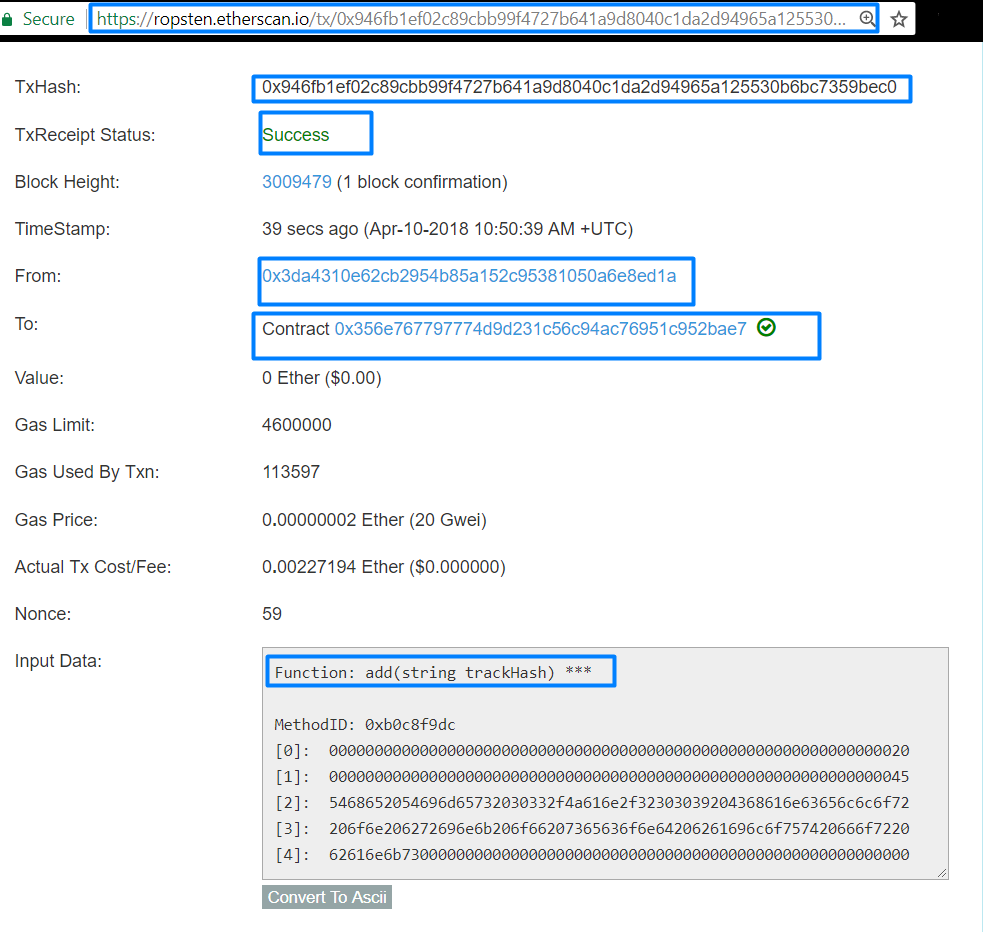 Secure https://ropsten.etherscan.io/tx/0x946fb1ef02c89cbb99f4727b641a9d8040c1da2d94965a125530...
TxHash: 0x946fb1ef02c89cbb99f4727b641a9d8040c1da2d94965a125530b6bc7359bec0
TxReceipt Status: Success
Block Height: 3009479 (1 block confirmation)
TimeStamp: 39 secs ago (Apr-10-2018 10:50:39 AM +UTC)
From: 0x3da4310e62cb2954b85a152c95381050a6e8ed1a
To: Contract 0x356e767797774d9d231c56c94ac76951c952bae7
Value: 0 Ether ($0.00)
Gas Limit: 4600000
Gas Used By Txn: 113597
Gas Price: 0.00000002 Ether (20 Gwei)
Actual Tx Cost/Fee: 0.00227194 Ether ($0.000000)
Nonce: 59
Input Data: Function: add(string trackHash) ***
MethodID: 0xb0c8f9dc
[0]: 0000000000000000000000000000000000000000000000000000000000000020
[1]: 0000000000000000000000000000000000000000000000000000000000000045
[2]: 5468652054696d65732030332f4a616e2f32303039204368616e63656c6c6f72
[3]: 206f6e206272696e6b206f66207365636f6e64206261696c6f757420666f7220
[4]: 62616e6b73000000000000000000000000000000000000000000000000000000
Convert To Ascii